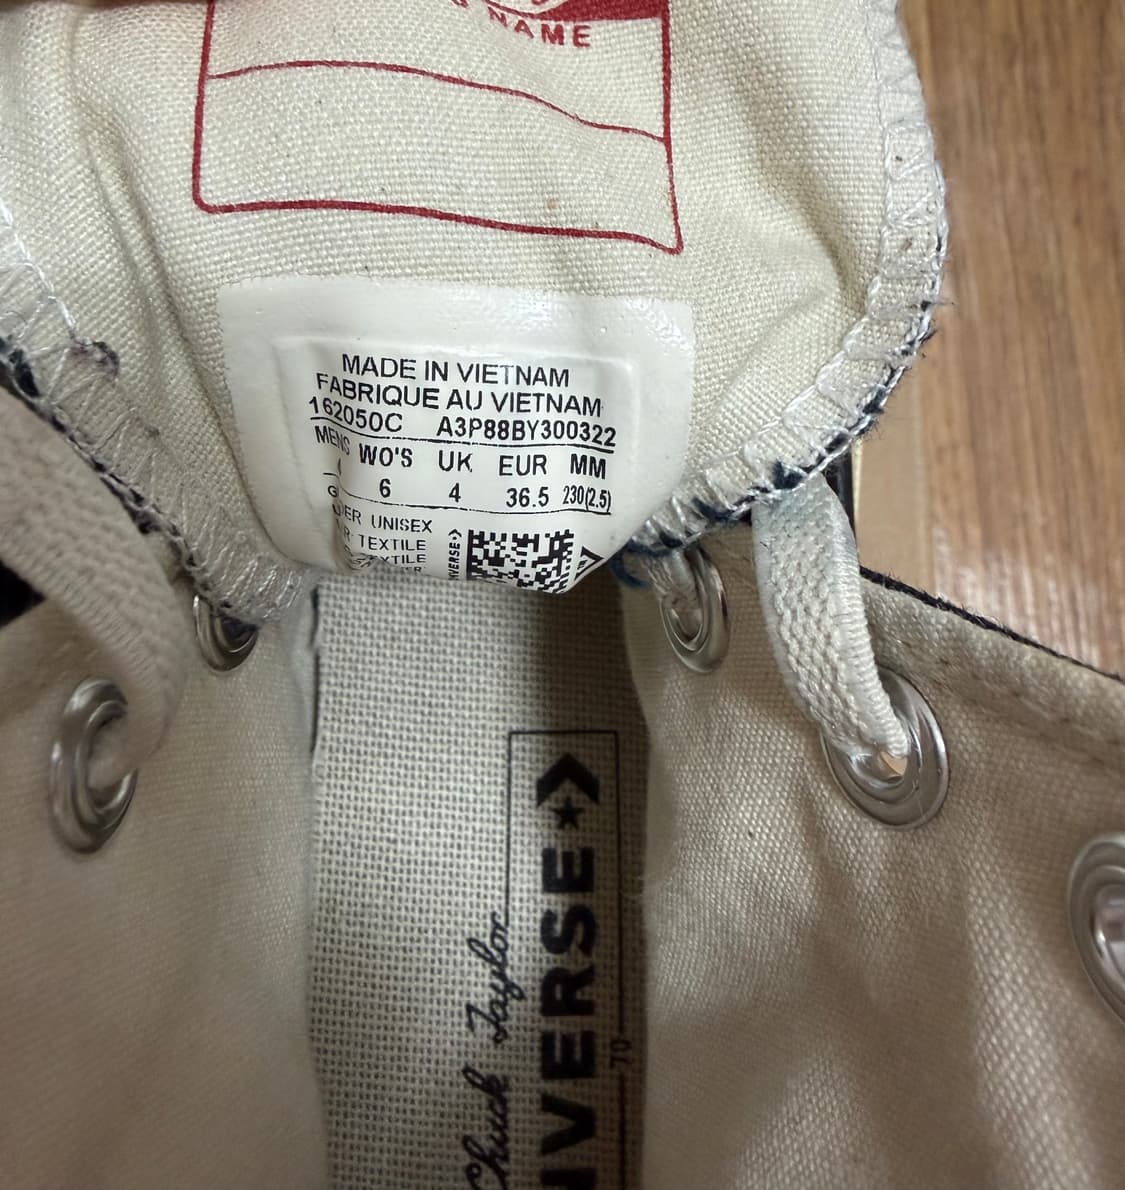 NAME
MADE IN VIETNAM
FABRIQUE AU VIETNAM
162050C A3P88BY300322
MENS WO'S UK EUR MM
6 4 36.5 230(2.5)
UNISEX
TEXTILE
Chuck Taylor
70